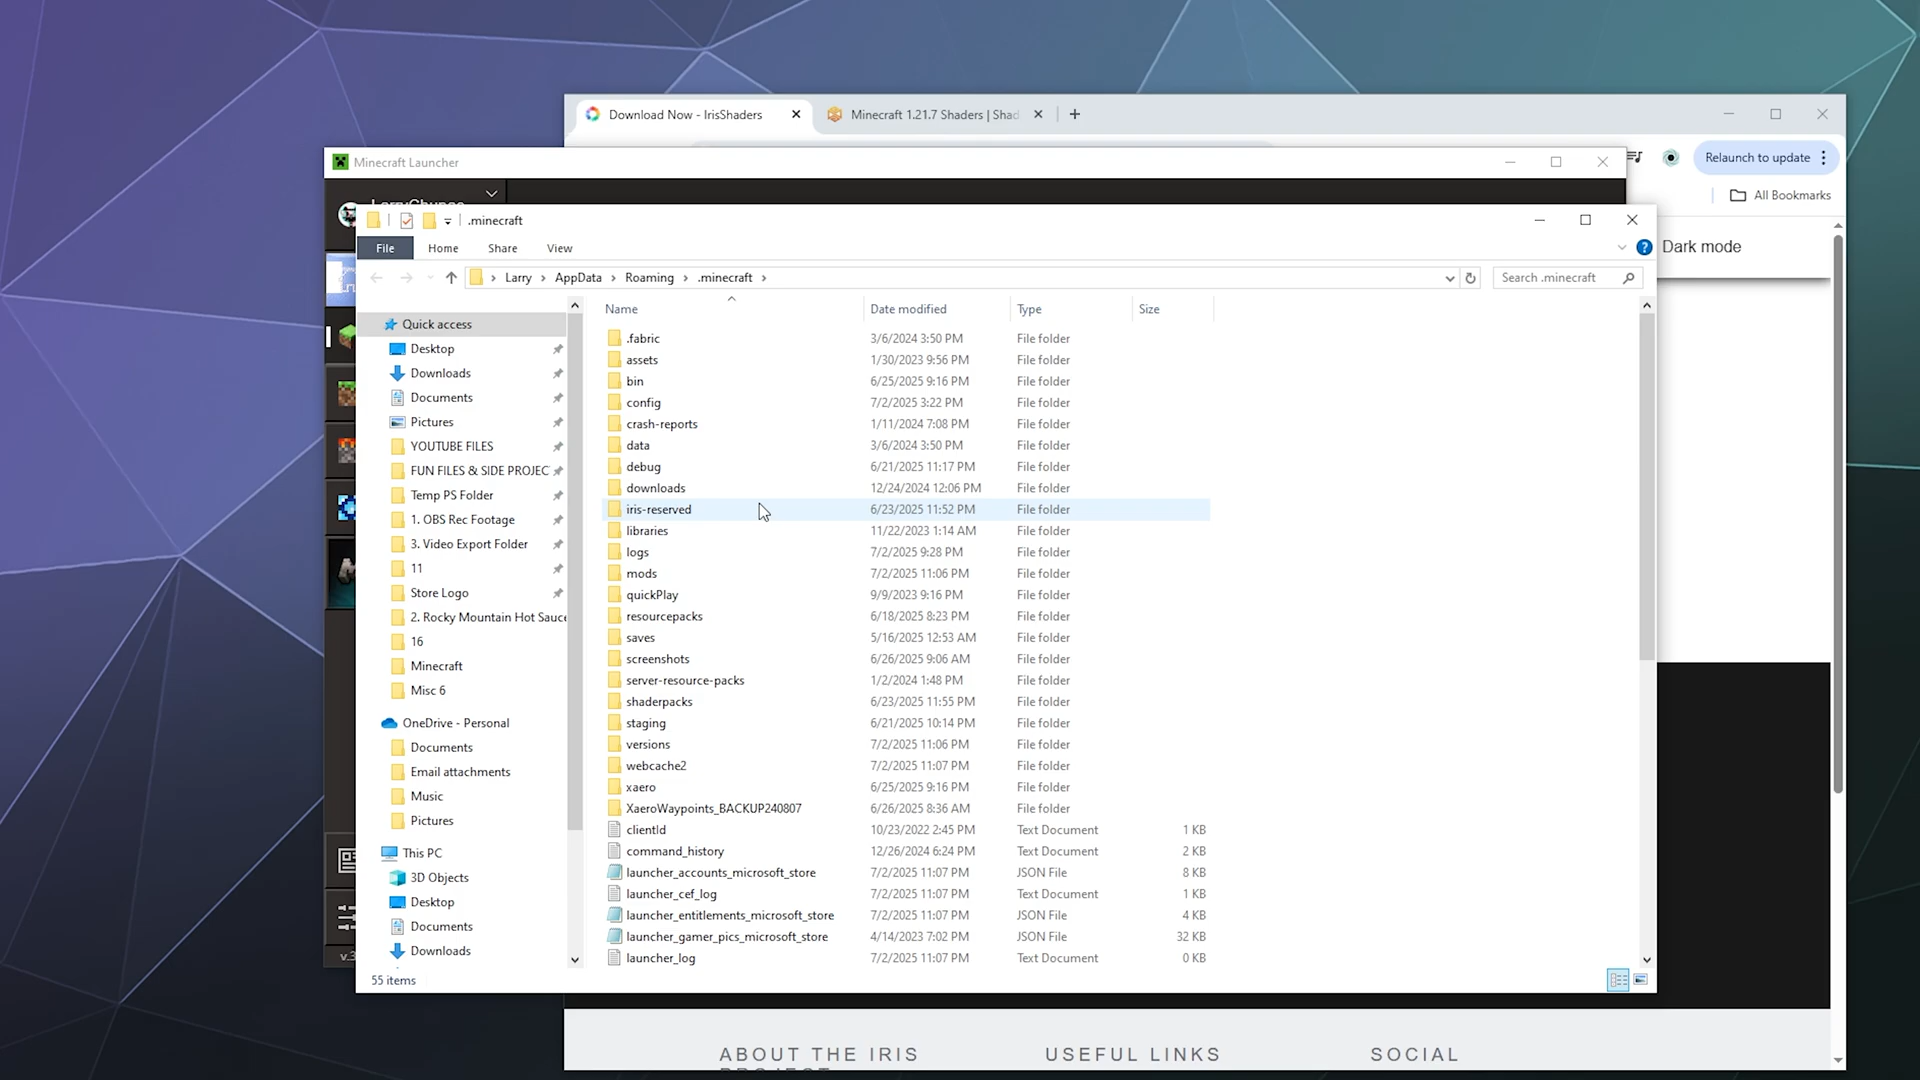 Download Now - IrisShaders
Minecraft 1.21.7 Shaders | Shad
Minecraft Launcher
Relaunch to update
All Bookmarks
Dark mode
.minecraft
File Home Share View
Larry AppData Roaming .minecraft
Search .minecraft
Name Date modified Type Size
Quick access
Desktop
Downloads
Documents
Pictures
YOUTUBE FILES
FUN FILES & SIDE PROJEC
Temp PS Folder
1. OBS Rec Footage
3. Video Export Folder
11
Store Logo
2. Rocky Mountain Hot Sauce
16
Minecraft
Misc 6
OneDrive - Personal
Documents
Email attachments
Music
Pictures
This PC
3D Objects
Desktop
Documents
Downloads
.fabric 3/6/2024 3:50 PM File folder
assets 1/30/2023 9:56 PM File folder
bin 6/25/2025 9:16 PM File folder
config 7/2/2025 3:22 PM File folder
crash-reports 1/11/2024 7:08 PM File folder
data 3/6/2024 3:50 PM File folder
debug 6/21/2025 11:17 PM File folder
downloads 12/24/2024 12:06 PM File folder
iris-reserved 6/23/2025 11:52 PM File folder
libraries 11/22/2023 1:14 AM File folder
logs 7/2/2025 9:28 PM File folder
mods 7/2/2025 11:06 PM File folder
quickPlay 9/9/2023 9:16 PM File folder
resourcepacks 6/18/2025 8:23 PM File folder
saves 5/16/2025 12:53 AM File folder
screenshots 6/26/2025 9:06 AM File folder
server-resource-packs 1/2/2024 1:48 PM File folder
shaderpacks 6/23/2025 11:55 PM File folder
staging 6/21/2025 10:14 PM File folder
versions 7/2/2025 11:06 PM File folder
webcache2 7/2/2025 11:07 PM File folder
xaero 6/25/2025 9:16 PM File folder
XaeroWaypoints_BACKUP240807 6/26/2025 8:36 AM File folder
clientId 10/23/2022 2:45 PM Text Document 1 KB
command_history 12/26/2024 6:24 PM Text Document 2 KB
launcher_accounts_microsoft_store 7/2/2025 11:07 PM JSON File 8 KB
launcher_cef_log 7/2/2025 11:07 PM Text Document 1 KB
launcher_entitlements_microsoft_store 7/2/2025 11:07 PM JSON File 4 KB
launcher_gamer_pics_microsoft_store 4/14/2023 7:02 PM JSON File 32 KB
launcher_log 7/2/2025 11:07 PM Text Document 0 KB
v.3
55 items
ABOUT THE IRIS
PROJECT
USEFUL LINKS
SOCIAL